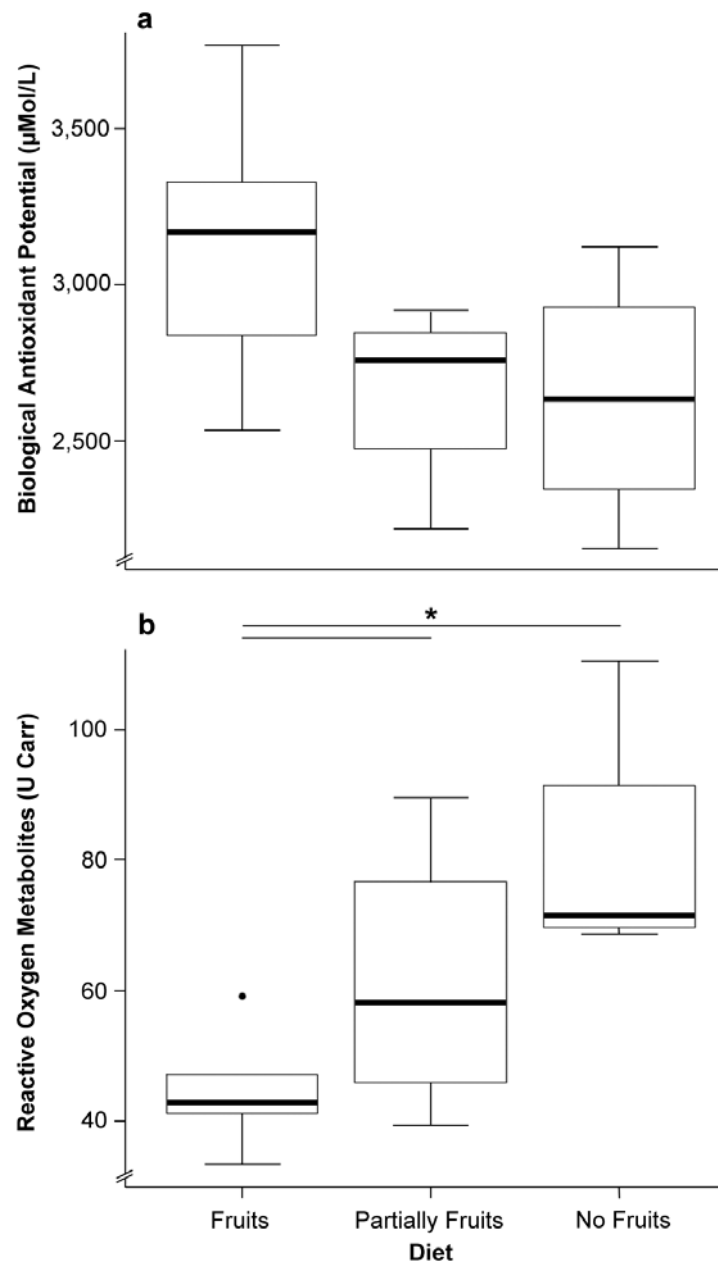 a
Biological Antioxidant Potential (µMol/L)
3,500
3,000
2,500
b
*
Reactive Oxygen Metabolites (U Carr)
100
80
60
40
Fruits
Partially Fruits
No Fruits
Diet